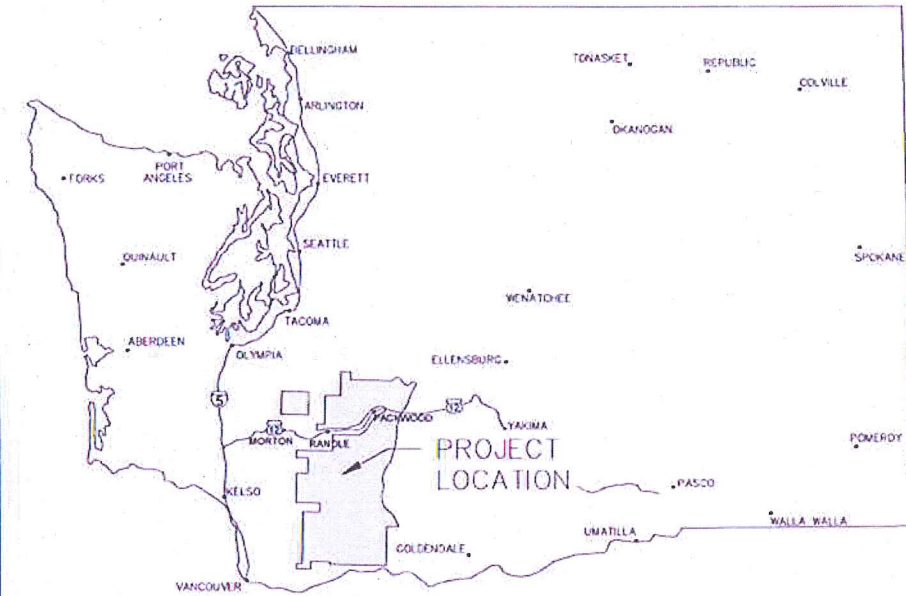 BELLINGHAM
TONASKET
REPUBLIC
COLVILLE
ARLINGTON
OKANOGAN
PORT
ANGELES
FORKS
EVERETT
SEATTLE
SPOKANE
QUINAULT
WENATCHEE
TACOMA
ABERDEEN
OLYMPIA
ELLENSBURG
5
12
PACKWOOD
12
YAKIMA
MORTON
RANDLE
POMEROY
PROJECT
LOCATION
PASCO
KELSO
WALLA WALLA
UMATILLA
GOLDENDALE
VANCOUVER